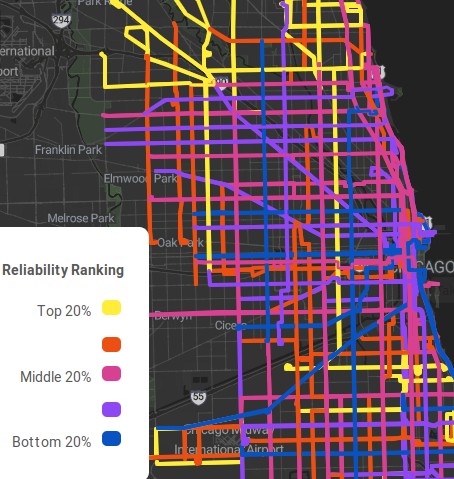 Park Ridge
294
ernational
port
Franklin Park
Elmwood Park
Melrose Park
Oak Park
CHICAGO
Reliability Ranking
Top 20%
Middle 20%
Bottom 20%
Berwyn
Cicero
55
Chicago Midway
International Airport